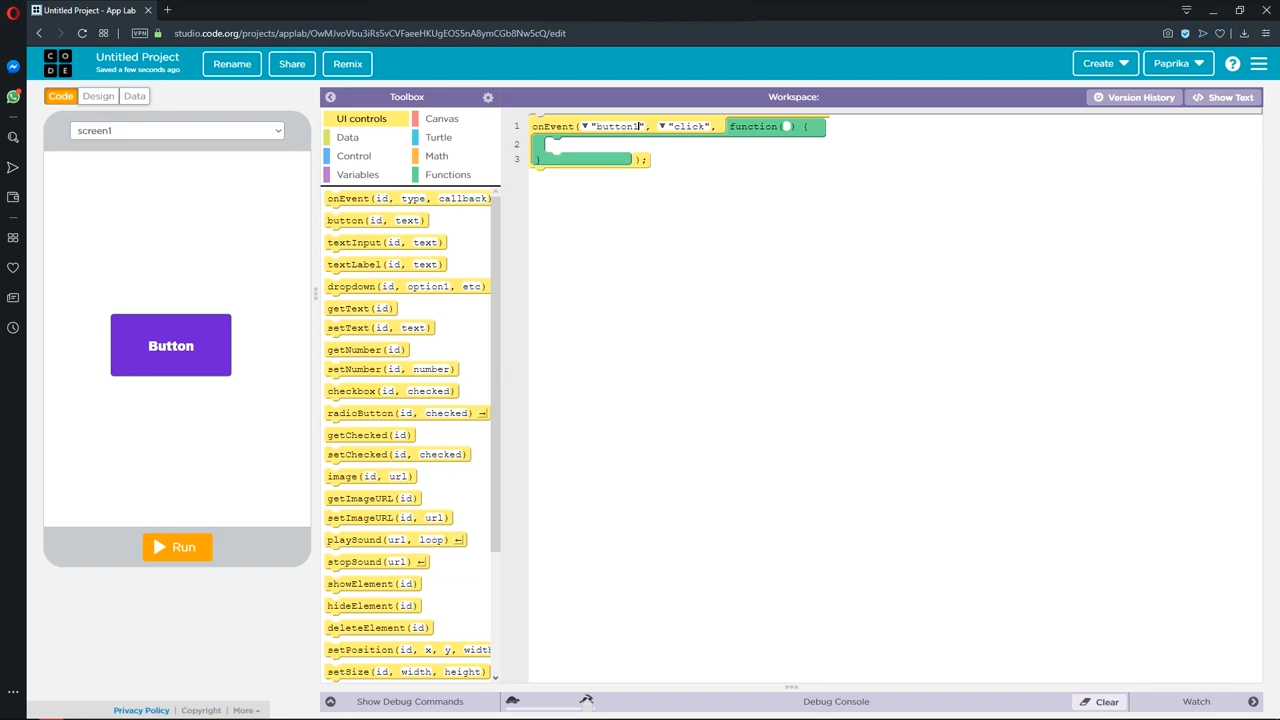 Untitled Project - App Lab
VPN
studio.code.org/projects/applab/OwMJvoVbu3iRs5vCVFaeeHKUgEOS5nA8ymCGb8Nw5cQ/edit
C O
D E
Untitled Project
Saved a few seconds ago
Rename
Share
Remix
Create
Paprika
Code
Design
Data
Toolbox
Workspace:
Version History
</> Show Text
screen1
UI controls
Canvas
Data
Turtle
Control
Math
Variables
Functions
onEvent(id, type, callback)
button(id, text)
textInput(id, text)
textLabel(id, text)
dropdown(id, option1, etc)
getText(id)
setText(id, text)
getNumber(id)
setNumber(id, number)
checkbox(id, checked)
radioButton(id, checked)
getChecked(id)
setChecked(id, checked)
image(id, url)
getImageURL(id)
setImageURL(id, url)
playSound(url, loop)
stopSound(url)
showElement(id)
hideElement(id)
deleteElement(id)
setPosition(id, x, y, width
setSize(id, width, height)
1 onEvent("button1", "click", function() {
2
3 });
Button
Run
Privacy Policy | Copyright | More
Show Debug Commands
Debug Console
Clear
Watch